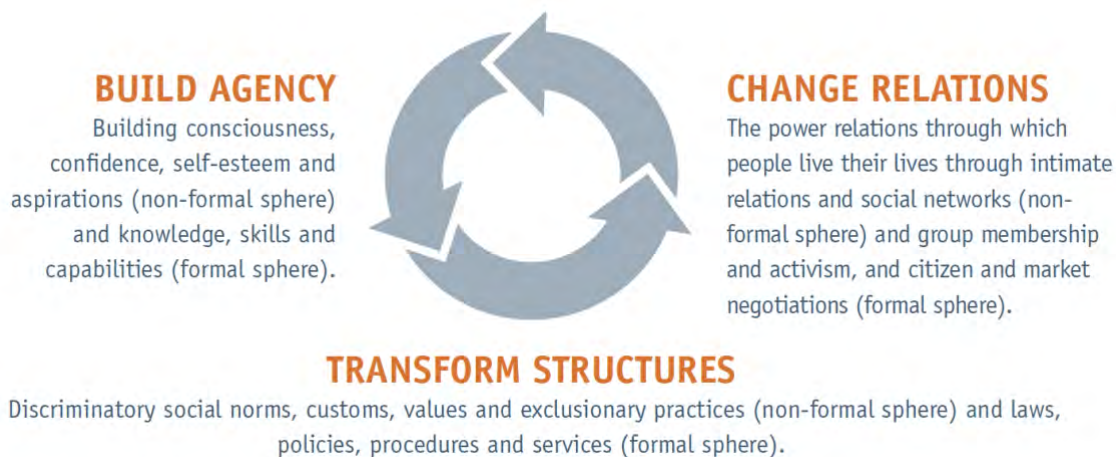 BUILD AGENCY
Building consciousness,
confidence, self-esteem and
aspirations (non-formal sphere)
and knowledge, skills and
capabilities (formal sphere).
CHANGE RELATIONS
The power relations through which
people live their lives through intimate
relations and social networks (non-
formal sphere) and group membership
and activism, and citizen and market
negotiations (formal sphere).
TRANSFORM STRUCTURES
Discriminatory social norms, customs, values and exclusionary practices (non-formal sphere) and laws,
policies, procedures and services (formal sphere).